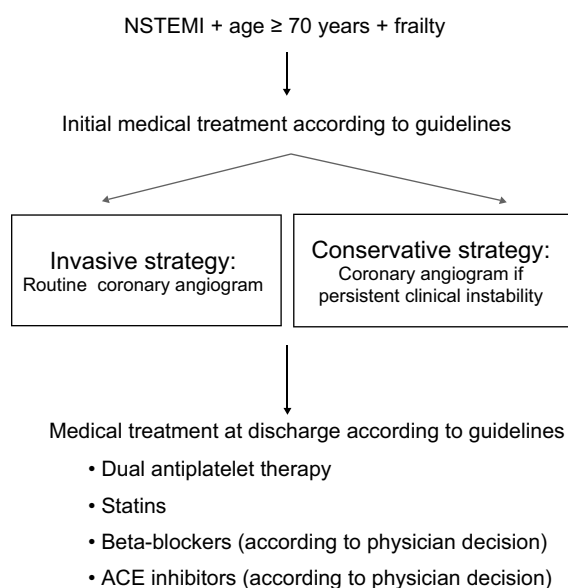 NSTEMI + age ≥ 70 years + frailty
Initial medical treatment according to guidelines
Invasive strategy:
Routine coronary angiogram
Conservative strategy:
Coronary angiogram if
persistent clinical instability
Medical treatment at discharge according to guidelines
• Dual antiplatelet therapy
• Statins
• Beta-blockers (according to physician decision)
• ACE inhibitors (according to physician decision)